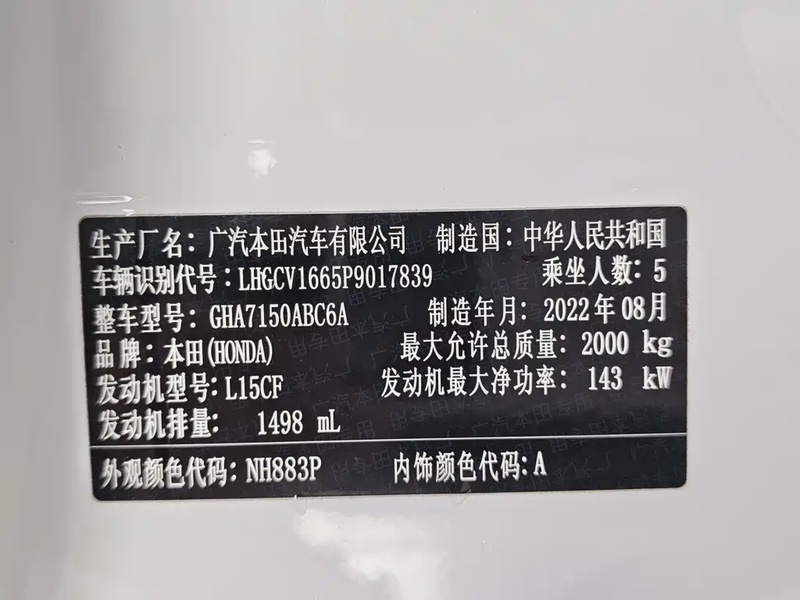 生产厂名：广汽本田汽车有限公司 制造国：中华人民共和国
车辆识别代号：LHGCV1665P9017839 乘坐人数：5
整车型号：GHA7150ABC6A 制造年月：2022年08月
品牌：本田(HONDA) 最大允许总质量：2000 kg
发动机型号：L15CF 发动机最大净功率：143 kW
发动机排量： 1498 mL
外观颜色代码：NH883P 内饰颜色代码：A